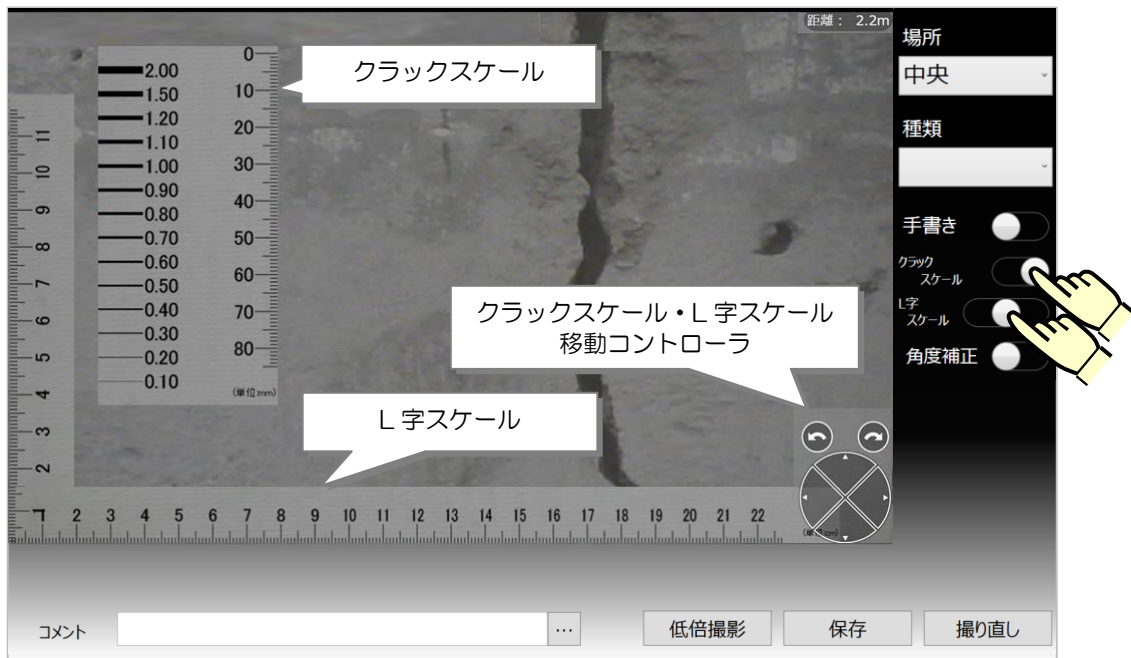 距離： 2.2m
場所
中央
種類
手書き
クラック
スケール
L字
スケール
角度補正
クラックスケール
2.00
1.50
1.20
1.10
1.00
0.90
0.80
0.70
0.60
0.50
0.40
0.30
0.20
0.10
0
10
20
30
40
50
60
70
80
(単位mm)
クラックスケール・L字スケール
移動コントローラ
L字スケール
11
10
9
8
7
6
5
4
3
2
1 2 3 4 5 6 7 8 9 10 11 12 13 14 15 16 17 18 19 20 21 22
(単位cm)
コメント
…
低倍撮影
保存
撮り直し